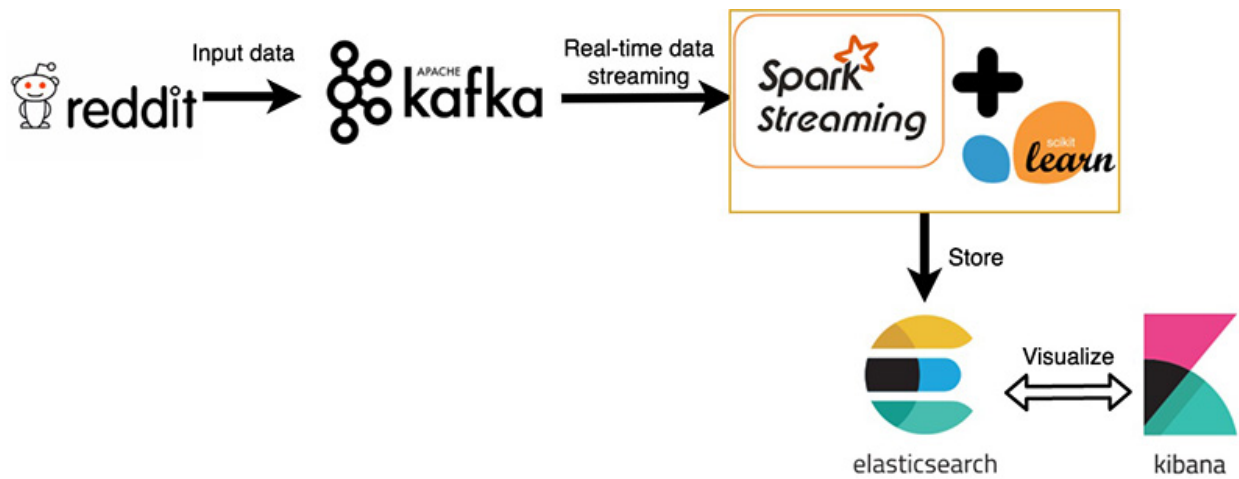 Input data
reddit
APACHE
kafka
Real-time data
streaming
Spark
Streaming
scikit
learn
Store
Visualize
elasticsearch
kibana